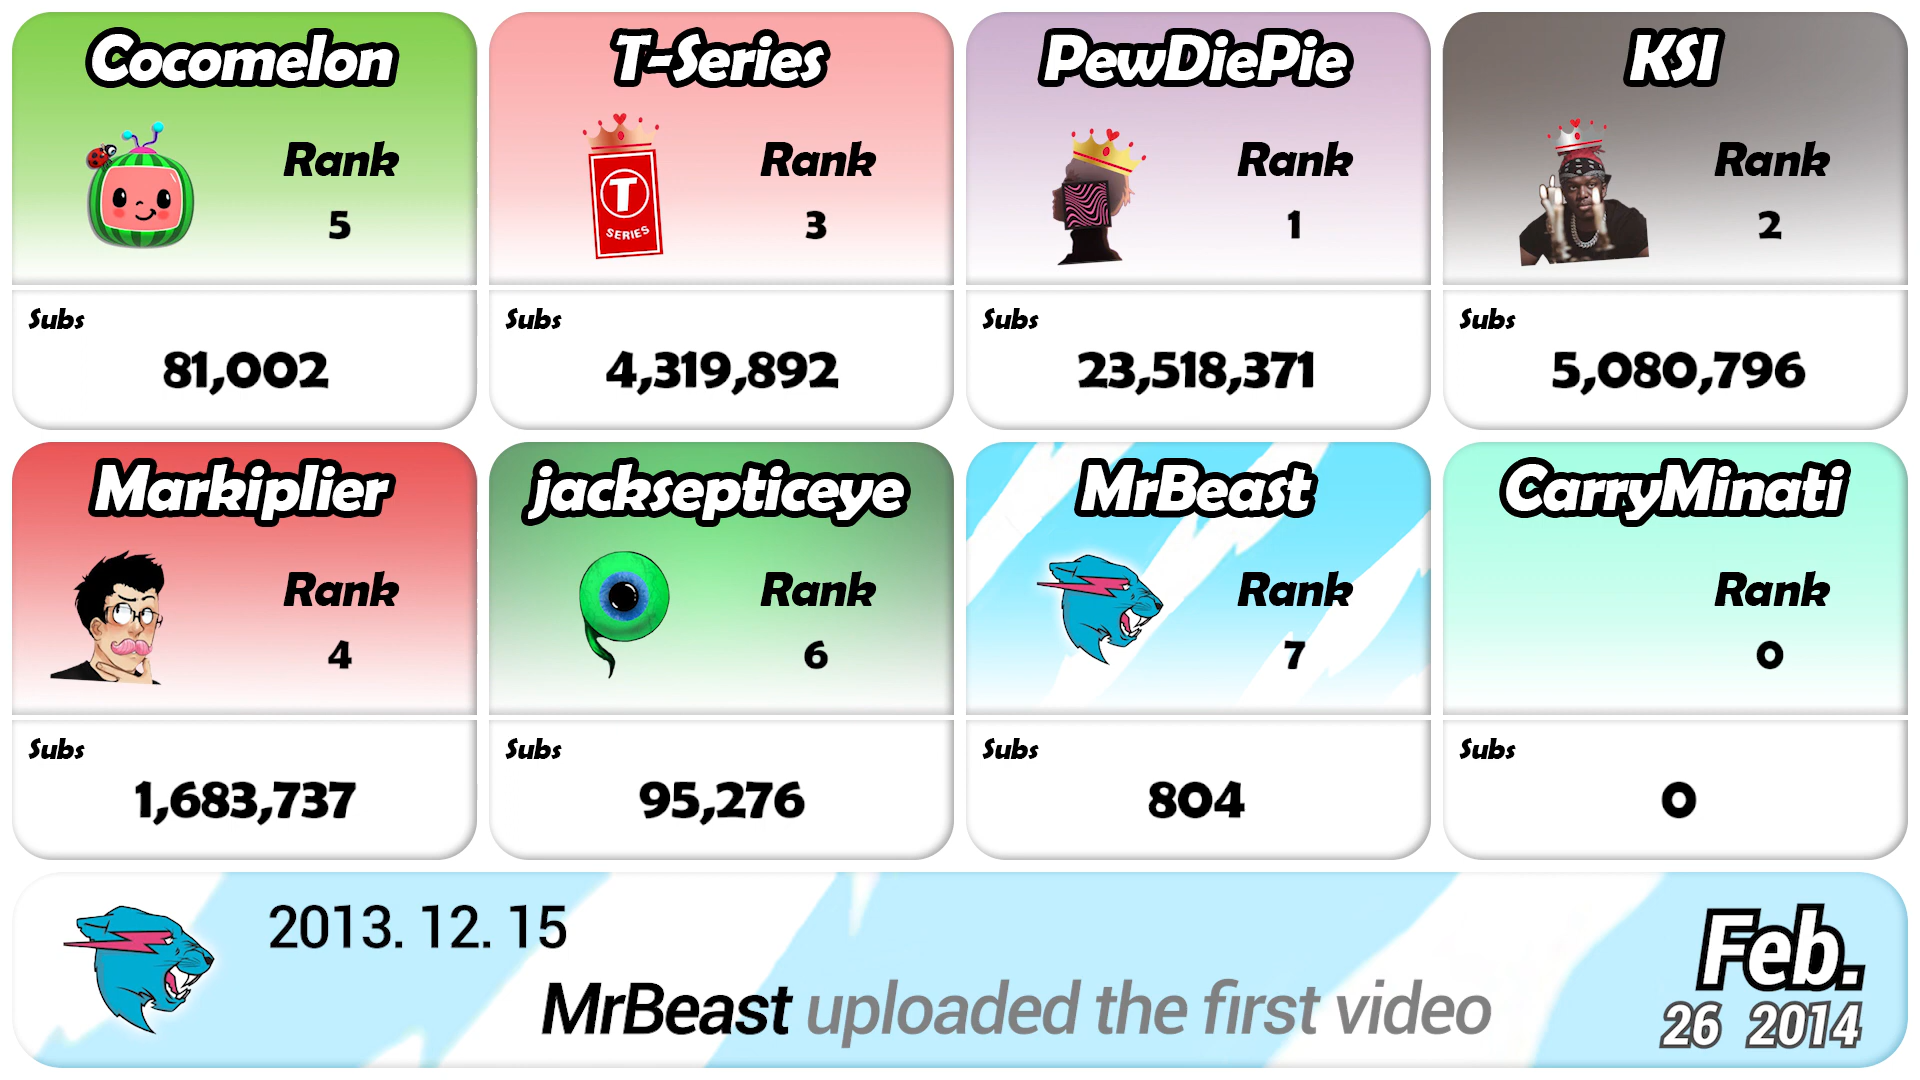 Cocomelon
Rank
5
Subs
81,002
T-Series
T
SERIES
Rank
3
Subs
4,319,892
PewDiePie
Rank
1
Subs
23,518,371
KSI
Rank
2
Subs
5,080,796
Markiplier
Rank
4
Subs
1,683,737
jacksepticeye
Rank
6
Subs
95,276
MrBeast
Rank
7
Subs
804
CarryMinati
Rank
0
Subs
0
2013. 12. 15
MrBeast uploaded the first video
Feb.
26 2014